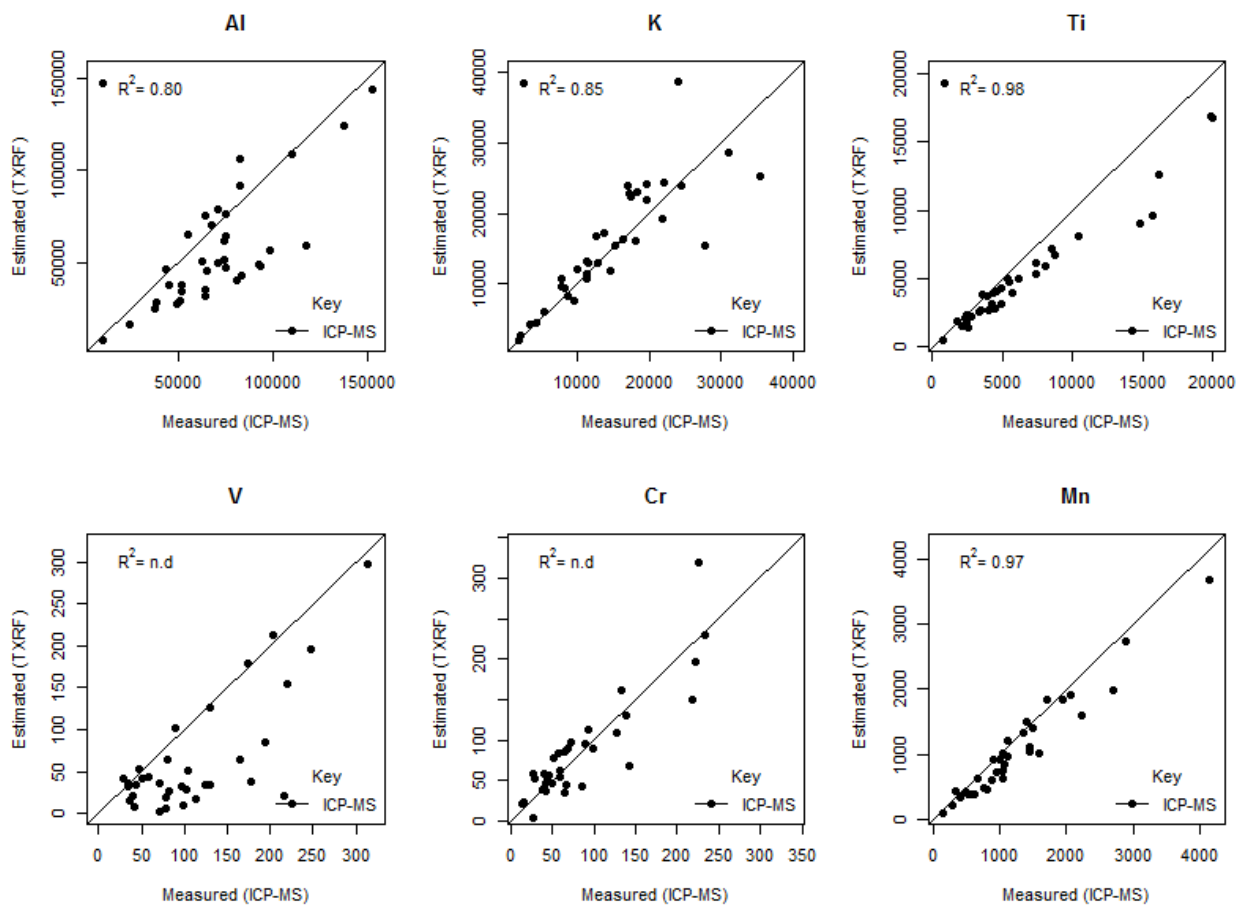 Al
R²= 0.80
150000
100000
50000
Estimated (TXRF)
Key
ICP-MS
50000 100000 150000
Measured (ICP-MS)
K
R²= 0.85
40000
30000
20000
10000
Estimated (TXRF)
Key
ICP-MS
10000 20000 30000 40000
Measured (ICP-MS)
Ti
R²= 0.98
20000
15000
10000
5000
0
Estimated (TXRF)
Key
ICP-MS
0 5000 10000 15000 20000
Measured (ICP-MS)
V
R²= n.d
300
250
200
150
100
50
0
Estimated (TXRF)
Key
ICP-MS
0 50 100 150 200 250 300
Measured (ICP-MS)
Cr
R²= n.d
300
200
100
50
0
Estimated (TXRF)
Key
ICP-MS
0 50 100 150 200 250 300 350
Measured (ICP-MS)
Mn
R²= 0.97
4000
3000
2000
1000
0
Estimated (TXRF)
Key
ICP-MS
0 1000 2000 3000 4000
Measured (ICP-MS)